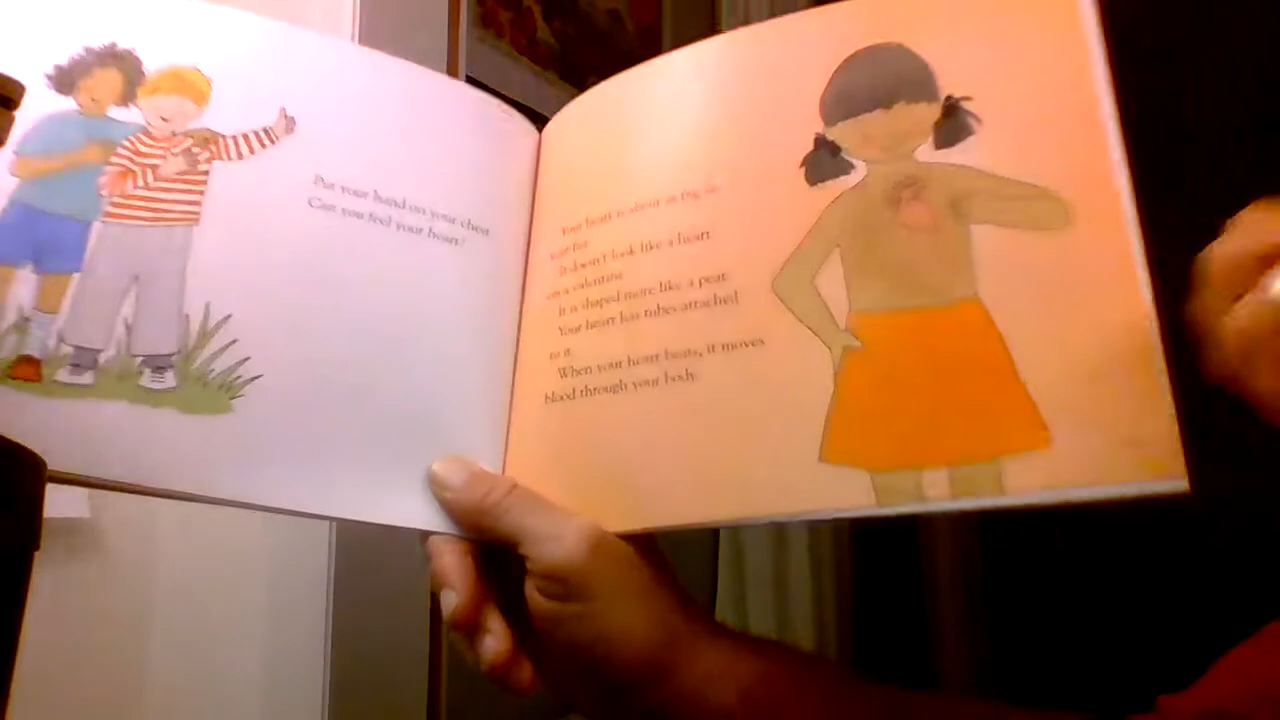 Put your hand on your chest.
Can you feel your heart?
Your heart is about as big as
your fist.
It doesn't look like a heart
on a valentine.
It is shaped more like a pear.
Your heart has tubes attached
to it.
When your heart beats, it moves
blood through your body.